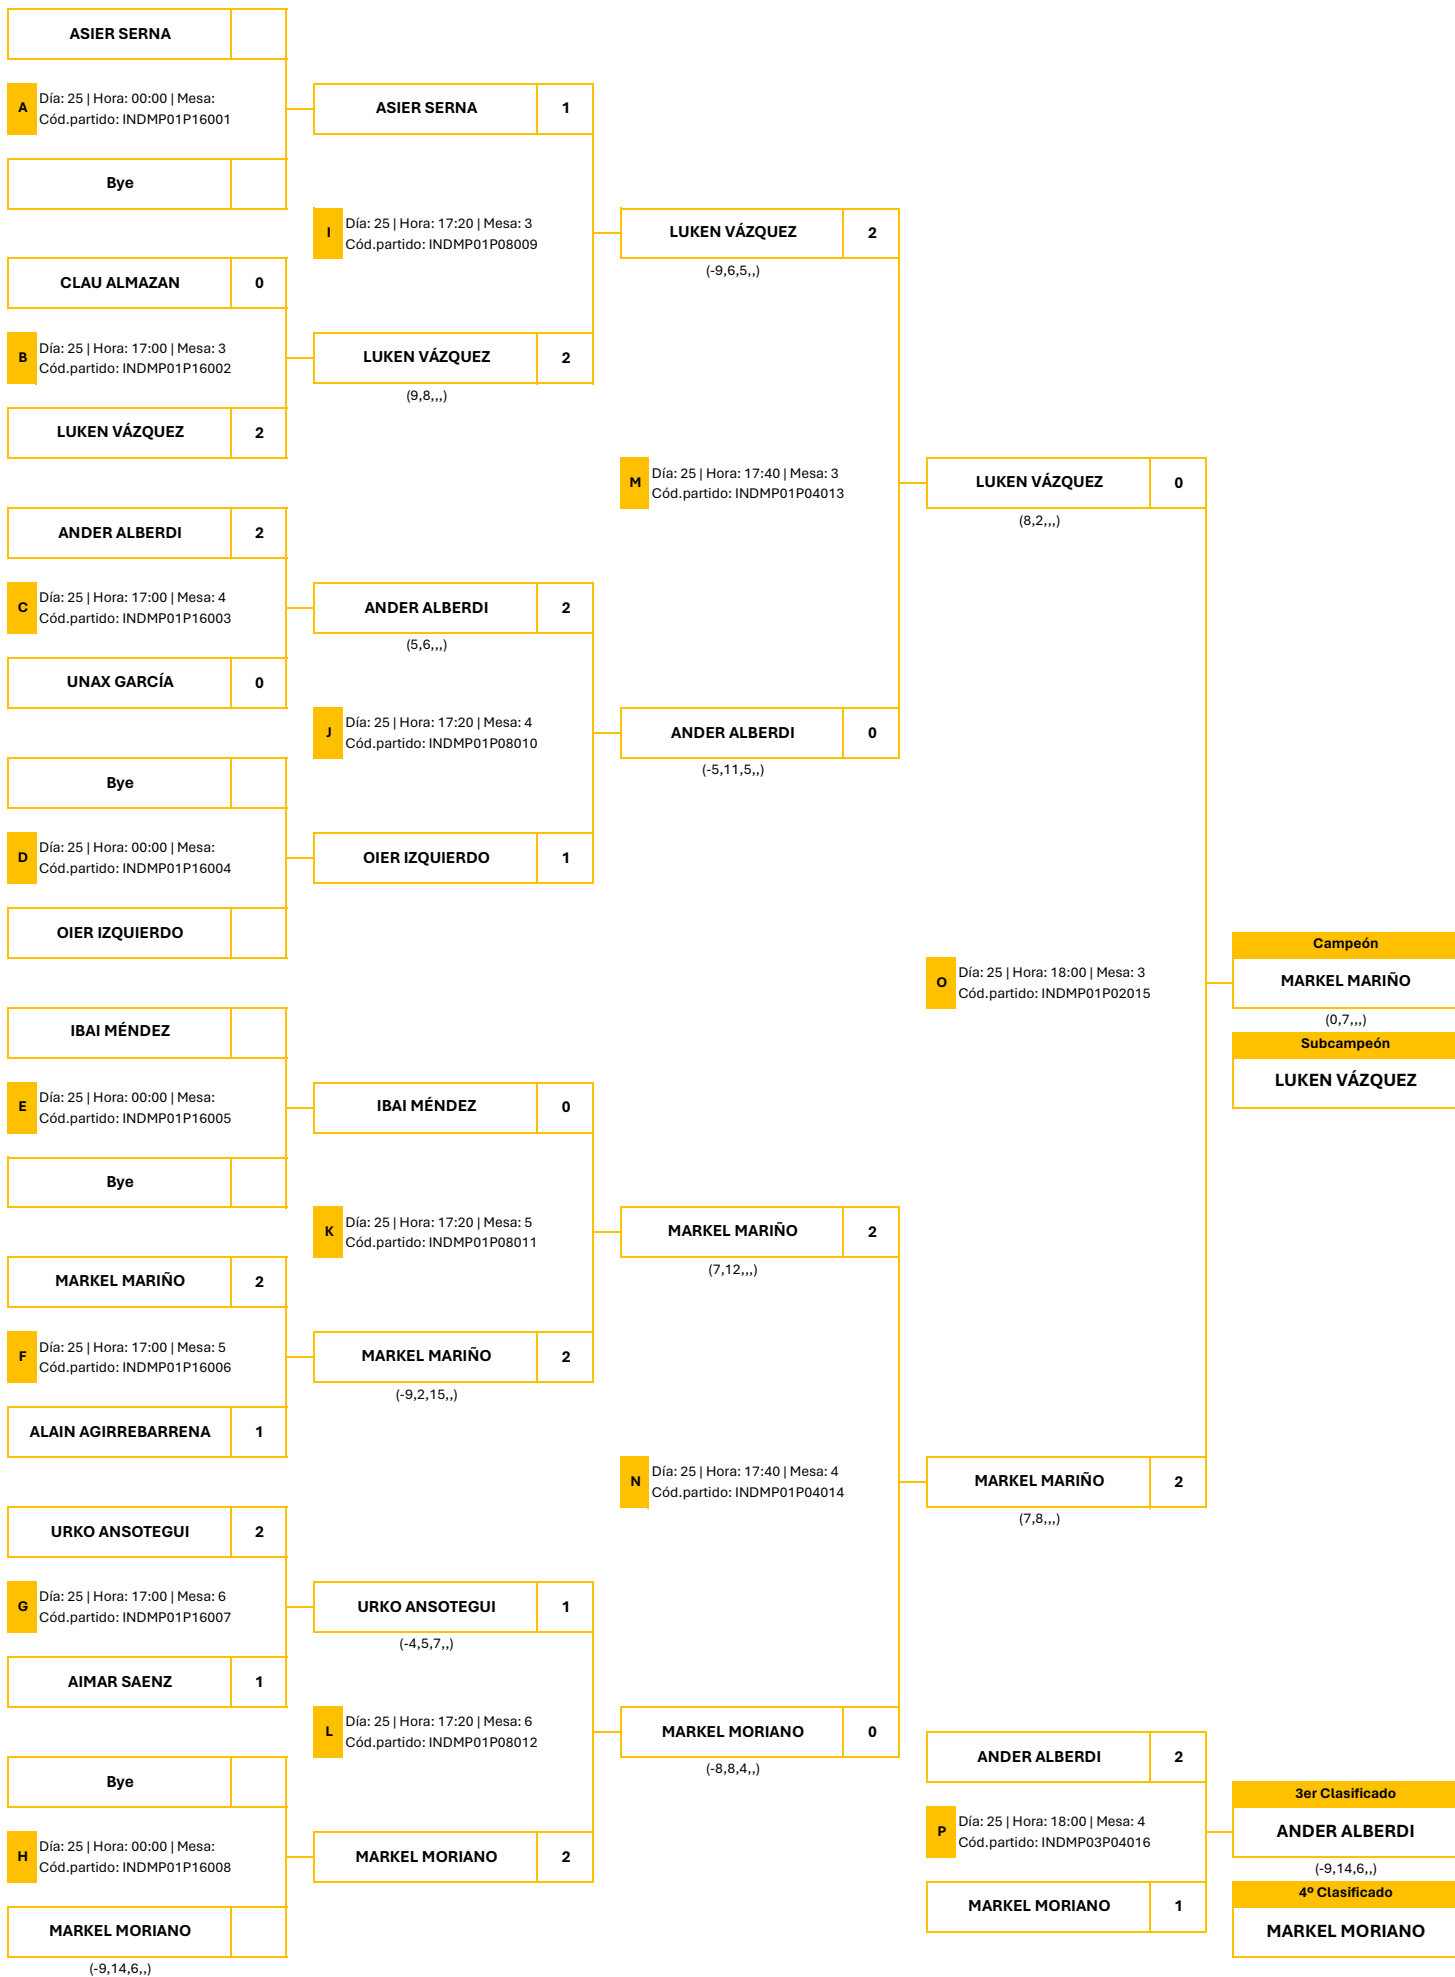 ASIER SERNA
A Día: 25 | Hora: 00:00 | Mesa:
Cód.partido: INDMP01P16001
Bye
CLAU ALMAZAN 0
B Día: 25 | Hora: 17:00 | Mesa: 3
Cód.partido: INDMP01P16002
LUKEN VÁZQUEZ 2
ANDER ALBERDI 2
C Día: 25 | Hora: 17:00 | Mesa: 4
Cód.partido: INDMP01P16003
UNAX GARCÍA 0
Bye
D Día: 25 | Hora: 00:00 | Mesa:
Cód.partido: INDMP01P16004
OIER IZQUIERDO
IBAI MÉNDEZ
E Día: 25 | Hora: 00:00 | Mesa:
Cód.partido: INDMP01P16005
Bye
MARKEL MARIÑO 2
F Día: 25 | Hora: 17:00 | Mesa: 5
Cód.partido: INDMP01P16006
ALAIN AGIRREBARRENA 1
URKO ANSOTEGUI 2
G Día: 25 | Hora: 17:00 | Mesa: 6
Cód.partido: INDMP01P16007
AIMAR SAENZ 1
Bye
H Día: 25 | Hora: 00:00 | Mesa:
Cód.partido: INDMP01P16008
MARKEL MORIANO
(-9,14,6,,)
ASIER SERNA 1
I Día: 25 | Hora: 17:20 | Mesa: 3
Cód.partido: INDMP01P08009
LUKEN VÁZQUEZ 2
(9,8,,,)
ANDER ALBERDI 2
(5,6,,,)
J Día: 25 | Hora: 17:20 | Mesa: 4
Cód.partido: INDMP01P08010
OIER IZQUIERDO 1
IBAI MÉNDEZ 0
K Día: 25 | Hora: 17:20 | Mesa: 5
Cód.partido: INDMP01P08011
MARKEL MARIÑO 2
(-9,2,15,,)
URKO ANSOTEGUI 1
(-4,5,7,,)
L Día: 25 | Hora: 17:20 | Mesa: 6
Cód.partido: INDMP01P08012
MARKEL MORIANO 2
LUKEN VÁZQUEZ 2
(-9,6,5,,)
M Día: 25 | Hora: 17:40 | Mesa: 3
Cód.partido: INDMP01P04013
ANDER ALBERDI 0
(-5,11,5,,)
MARKEL MARIÑO 2
(7,12,,,)
N Día: 25 | Hora: 17:40 | Mesa: 4
Cód.partido: INDMP01P04014
MARKEL MORIANO 0
(-8,8,4,,)
LUKEN VÁZQUEZ 0
(8,2,,,)
O Día: 25 | Hora: 18:00 | Mesa: 3
Cód.partido: INDMP01P02015
MARKEL MARIÑO 2
(7,8,,,)
ANDER ALBERDI 2
P Día: 25 | Hora: 18:00 | Mesa: 4
Cód.partido: INDMP03P04016
MARKEL MORIANO 1
Campeón
MARKEL MARIÑO
(0,7,,,)
Subcampeón
LUKEN VÁZQUEZ
3er Clasificado
ANDER ALBERDI
(-9,14,6,,)
4º Clasificado
MARKEL MORIANO